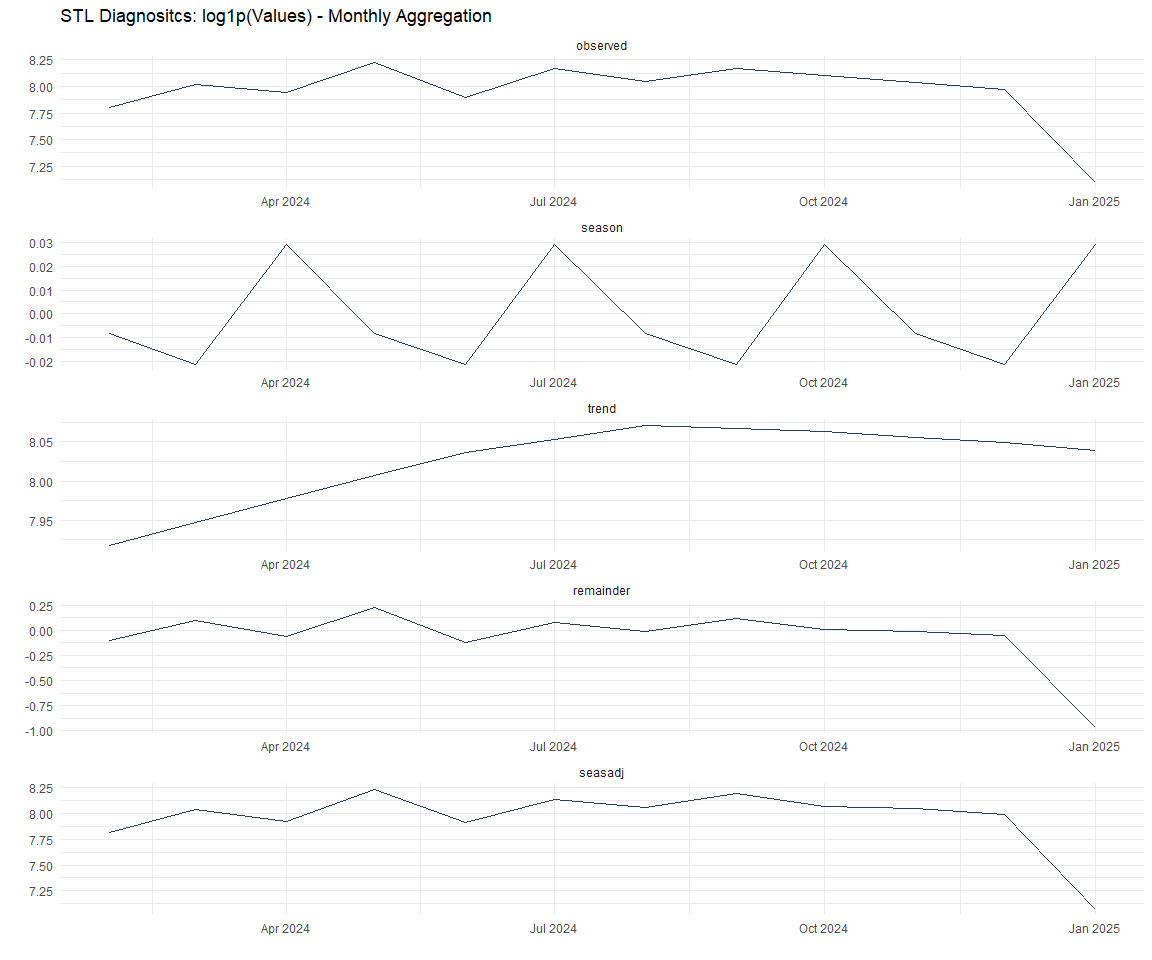 STL Diagnositcs: log1p(Values) - Monthly Aggregation
observed
8.25
8.00
7.75
7.50
7.25
Apr 2024 Jul 2024 Oct 2024 Jan 2025
season
0.03
0.02
0.01
0.00
-0.01
-0.02
Apr 2024 Jul 2024 Oct 2024 Jan 2025
trend
8.05
8.00
7.95
Apr 2024 Jul 2024 Oct 2024 Jan 2025
remainder
0.25
0.00
-0.25
-0.50
-0.75
-1.00
Apr 2024 Jul 2024 Oct 2024 Jan 2025
seasadj
8.25
8.00
7.75
7.50
7.25
Apr 2024 Jul 2024 Oct 2024 Jan 2025